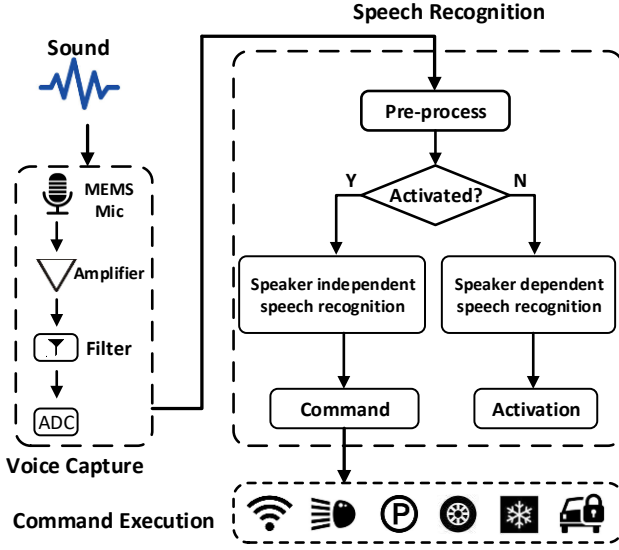 Speech Recognition
Sound
Pre-process
MEMS
Mic
Y
N
Activated?
Amplifier
Speaker independent
speech recognition
Speaker dependent
speech recognition
Filter
ADC
Command
Activation
Voice Capture
P
Command Execution